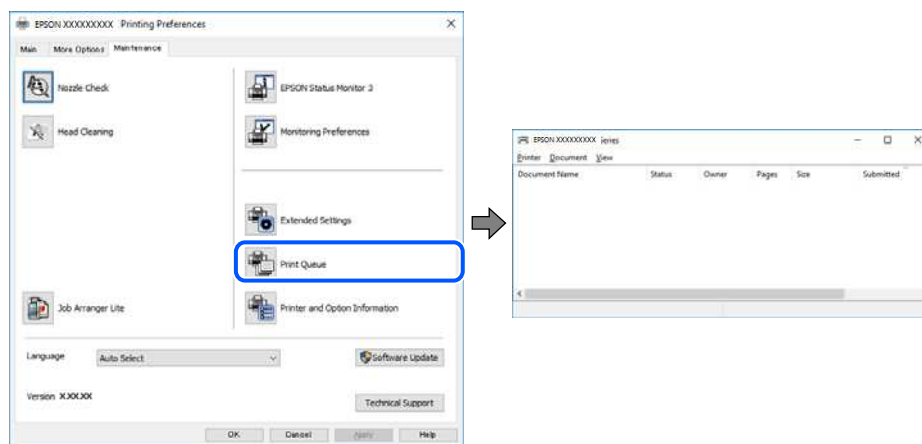 EPSON XXXXXXXXX Printing Preferences
Main More Options Maintenance
Nozzle Check
EPSON Status Monitor 3
Head Cleaning
Monitoring Preferences
Extended Settings
Print Queue
Job Arranger Lite
Printer and Option Information
Language Auto Select Software Update
Version X.XX.XX
Technical Support
OK Cancel Apply Help
EPSON XXXXXXXXX ieries
Printer Document View
Document Name Status Owner Pages Size Submitted